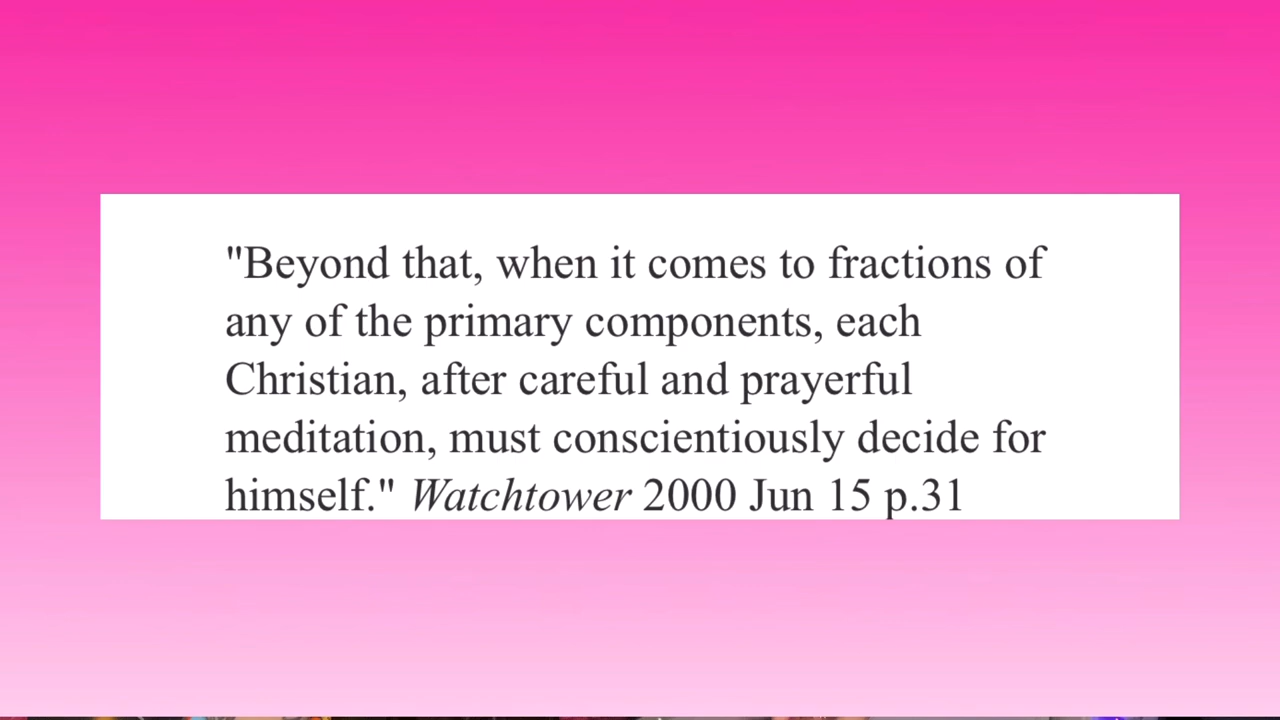 "Beyond that, when it comes to fractions of
any of the primary components, each
Christian, after careful and prayerful
meditation, must conscientiously decide for
himself." Watchtower 2000 Jun 15 p.31